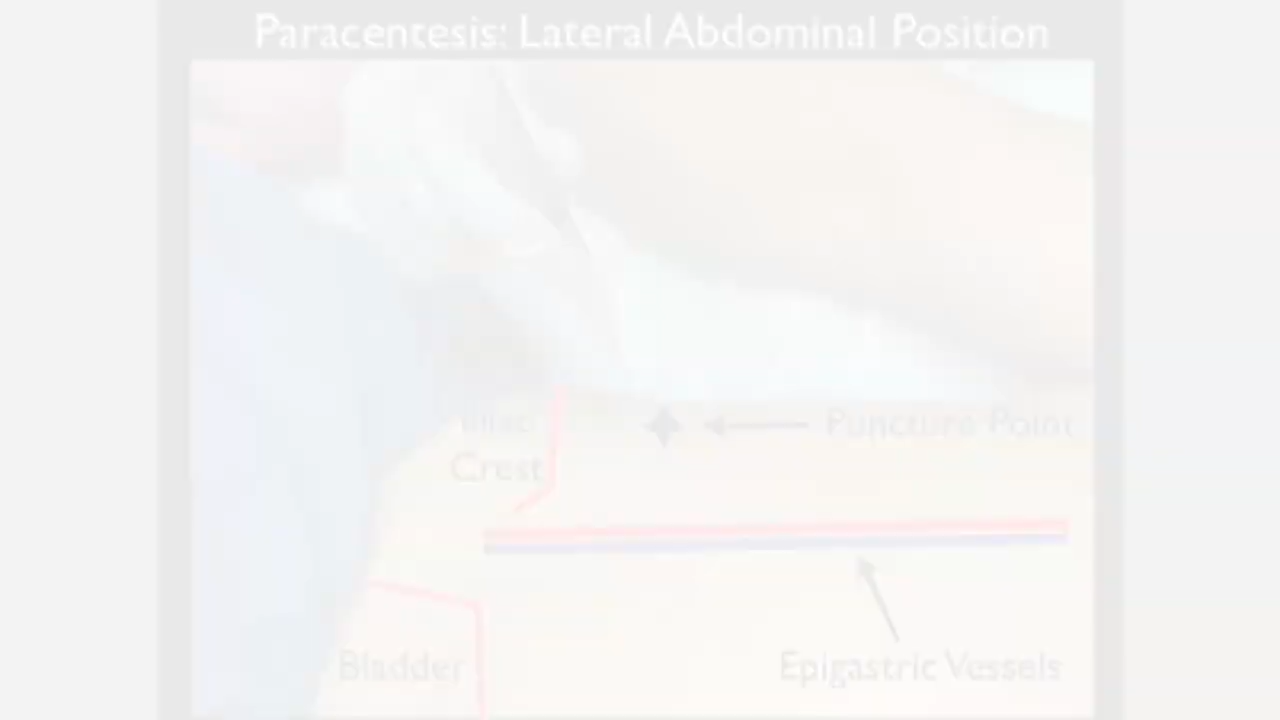 Paracentesis: Lateral Abdominal Position
Iliac
Crest
Puncture Point
Epigastric Vessels
Bladder